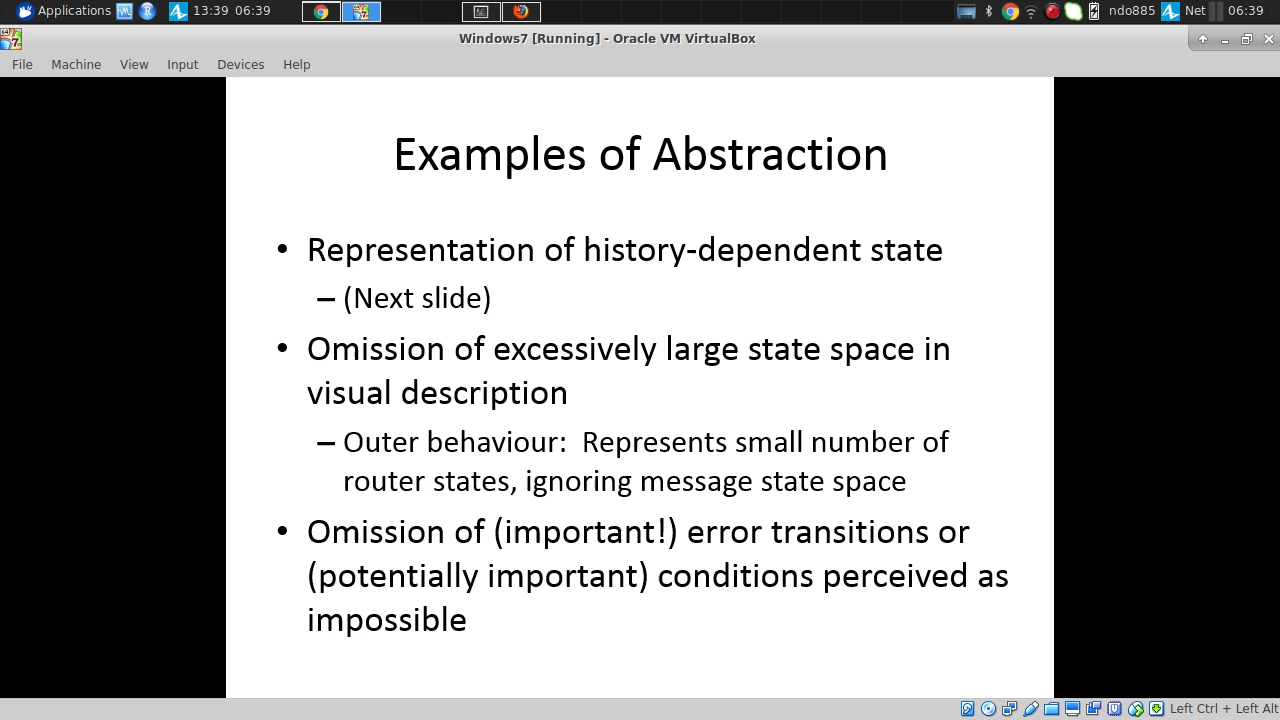 Applications 13:39 06:39 ndo885 Net 06:39
Windows7 [Running] - Oracle VM VirtualBox
File Machine View Input Devices Help
Examples of Abstraction
• Representation of history-dependent state
– (Next slide)
• Omission of excessively large state space in
visual description
– Outer behaviour:  Represents small number of
router states, ignoring message state space
• Omission of (important!) error transitions or
(potentially important) conditions perceived as
impossible
Left Ctrl + Left Alt